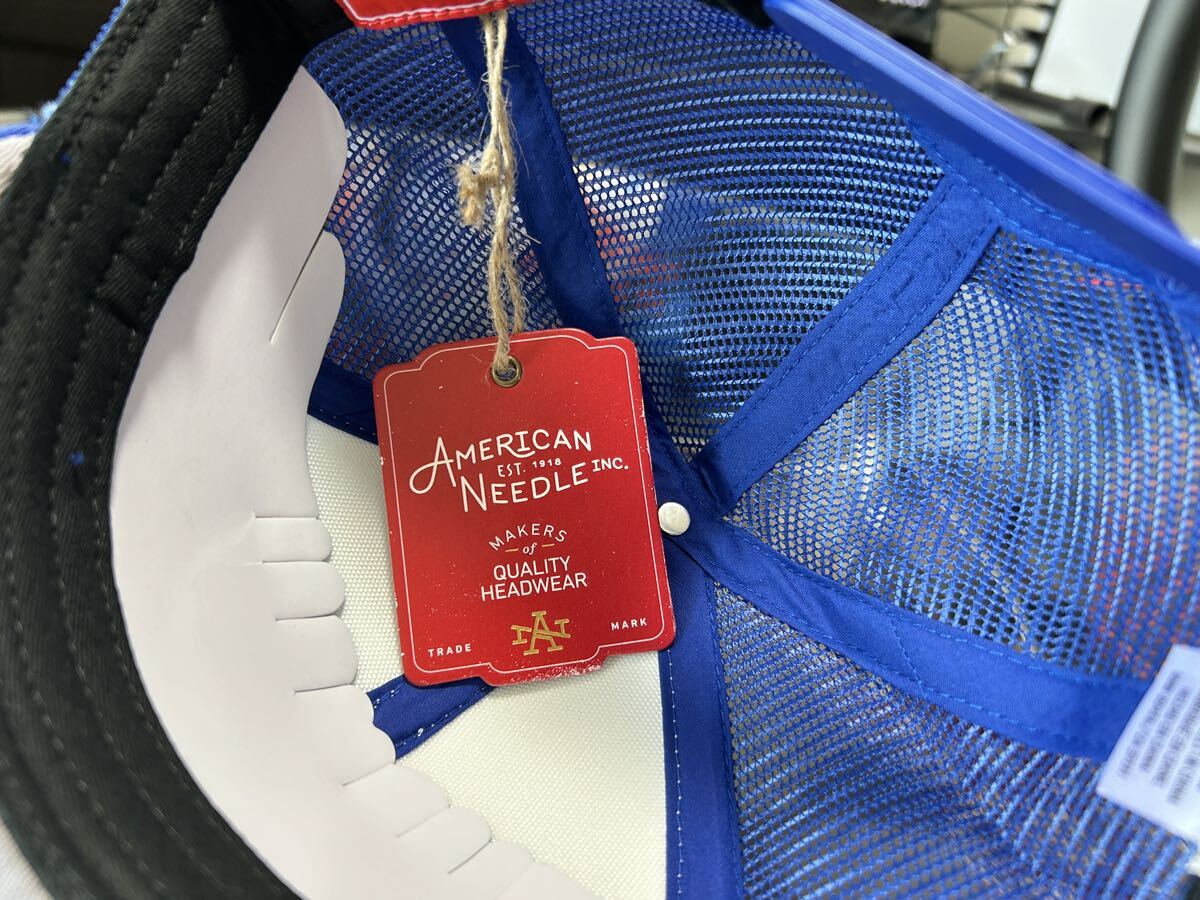 AMERICAN
EST. 1918
NEEDLE INC.
MAKERS
of
QUALITY
HEADWEAR
TRADE MARK